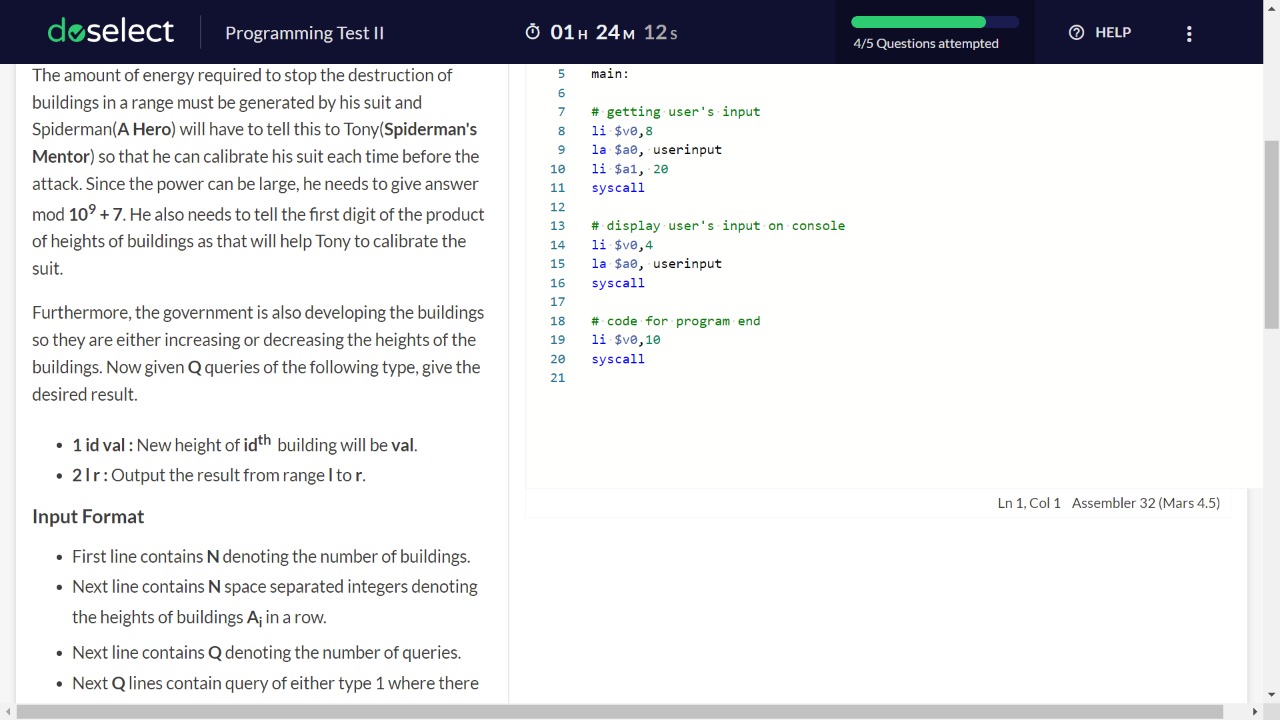 doselect
Programming Test II
01H 24M 12S
4/5 Questions attempted
HELP
The amount of energy required to stop the destruction of
buildings in a range must be generated by his suit and
Spiderman(A Hero) will have to tell this to Tony(Spiderman's
Mentor) so that he can calibrate his suit each time before the
attack. Since the power can be large, he needs to give answer
mod 10⁹ + 7. He also needs to tell the first digit of the product
of heights of buildings as that will help Tony to calibrate the
suit.
Furthermore, the government is also developing the buildings
so they are either increasing or decreasing the heights of the
buildings. Now given Q queries of the following type, give the
desired result.
• 1 id val : New height of idᵗʰ building will be val.
• 2 l r : Output the result from range l to r.
Input Format
• First line contains N denoting the number of buildings.
• Next line contains N space separated integers denoting
the heights of buildings Aᵢ in a row.
• Next line contains Q denoting the number of queries.
• Next Q lines contain query of either type 1 where there
5 main:
6
7 # getting user's input
8 li $v0,8
9 la $a0, userinput
10 li $a1, 20
11 syscall
12
13 # display user's input on console
14 li $v0,4
15 la $a0, userinput
16 syscall
17
18 # code for program end
19 li $v0,10
20 syscall
21
Ln 1, Col 1 Assembler 32 (Mars 4.5)